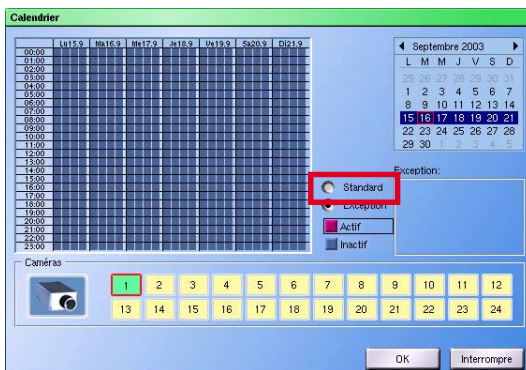 Calendrier
Lu15.9 Ma16.9 Me17.9 Je18.9 Ve19.9 Sa20.9 Di21.9
00:00
01:00
02:00
03:00
04:00
05:00
06:00
07:00
08:00
09:00
10:00
11:00
12:00
13:00
14:00
15:00
16:00
17:00
18:00
19:00
20:00
21:00
22:00
23:00
Septembre 2003
L M M J V S D
25 26 27 28 29 30 31
1 2 3 4 5 6 7
8 9 10 11 12 13 14
15 16 17 18 19 20 21
22 23 24 25 26 27 28
29 30 1 2 3 4 5
Exception:
Standard
Exception
Actif
Inactif
Caméras
1 2 3 4 5 6 7 8 9 10 11 12
13 14 15 16 17 18 19 20 21 22 23 24
OK Interrompre